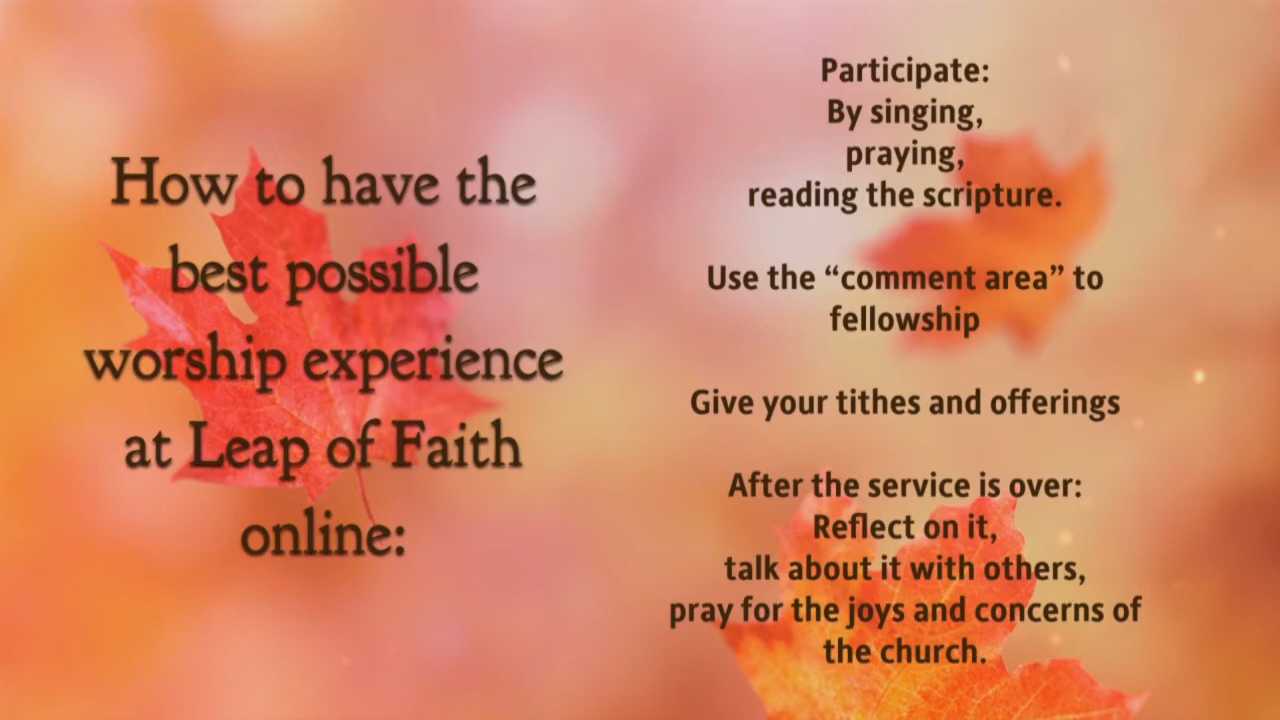 How to have the
best possible
worship experience
at Leap of Faith
online:
Participate:
By singing,
praying,
reading the scripture.
Use the “comment area” to
fellowship
Give your tithes and offerings
After the service is over:
Reflect on it,
talk about it with others,
pray for the joys and concerns of
the church.